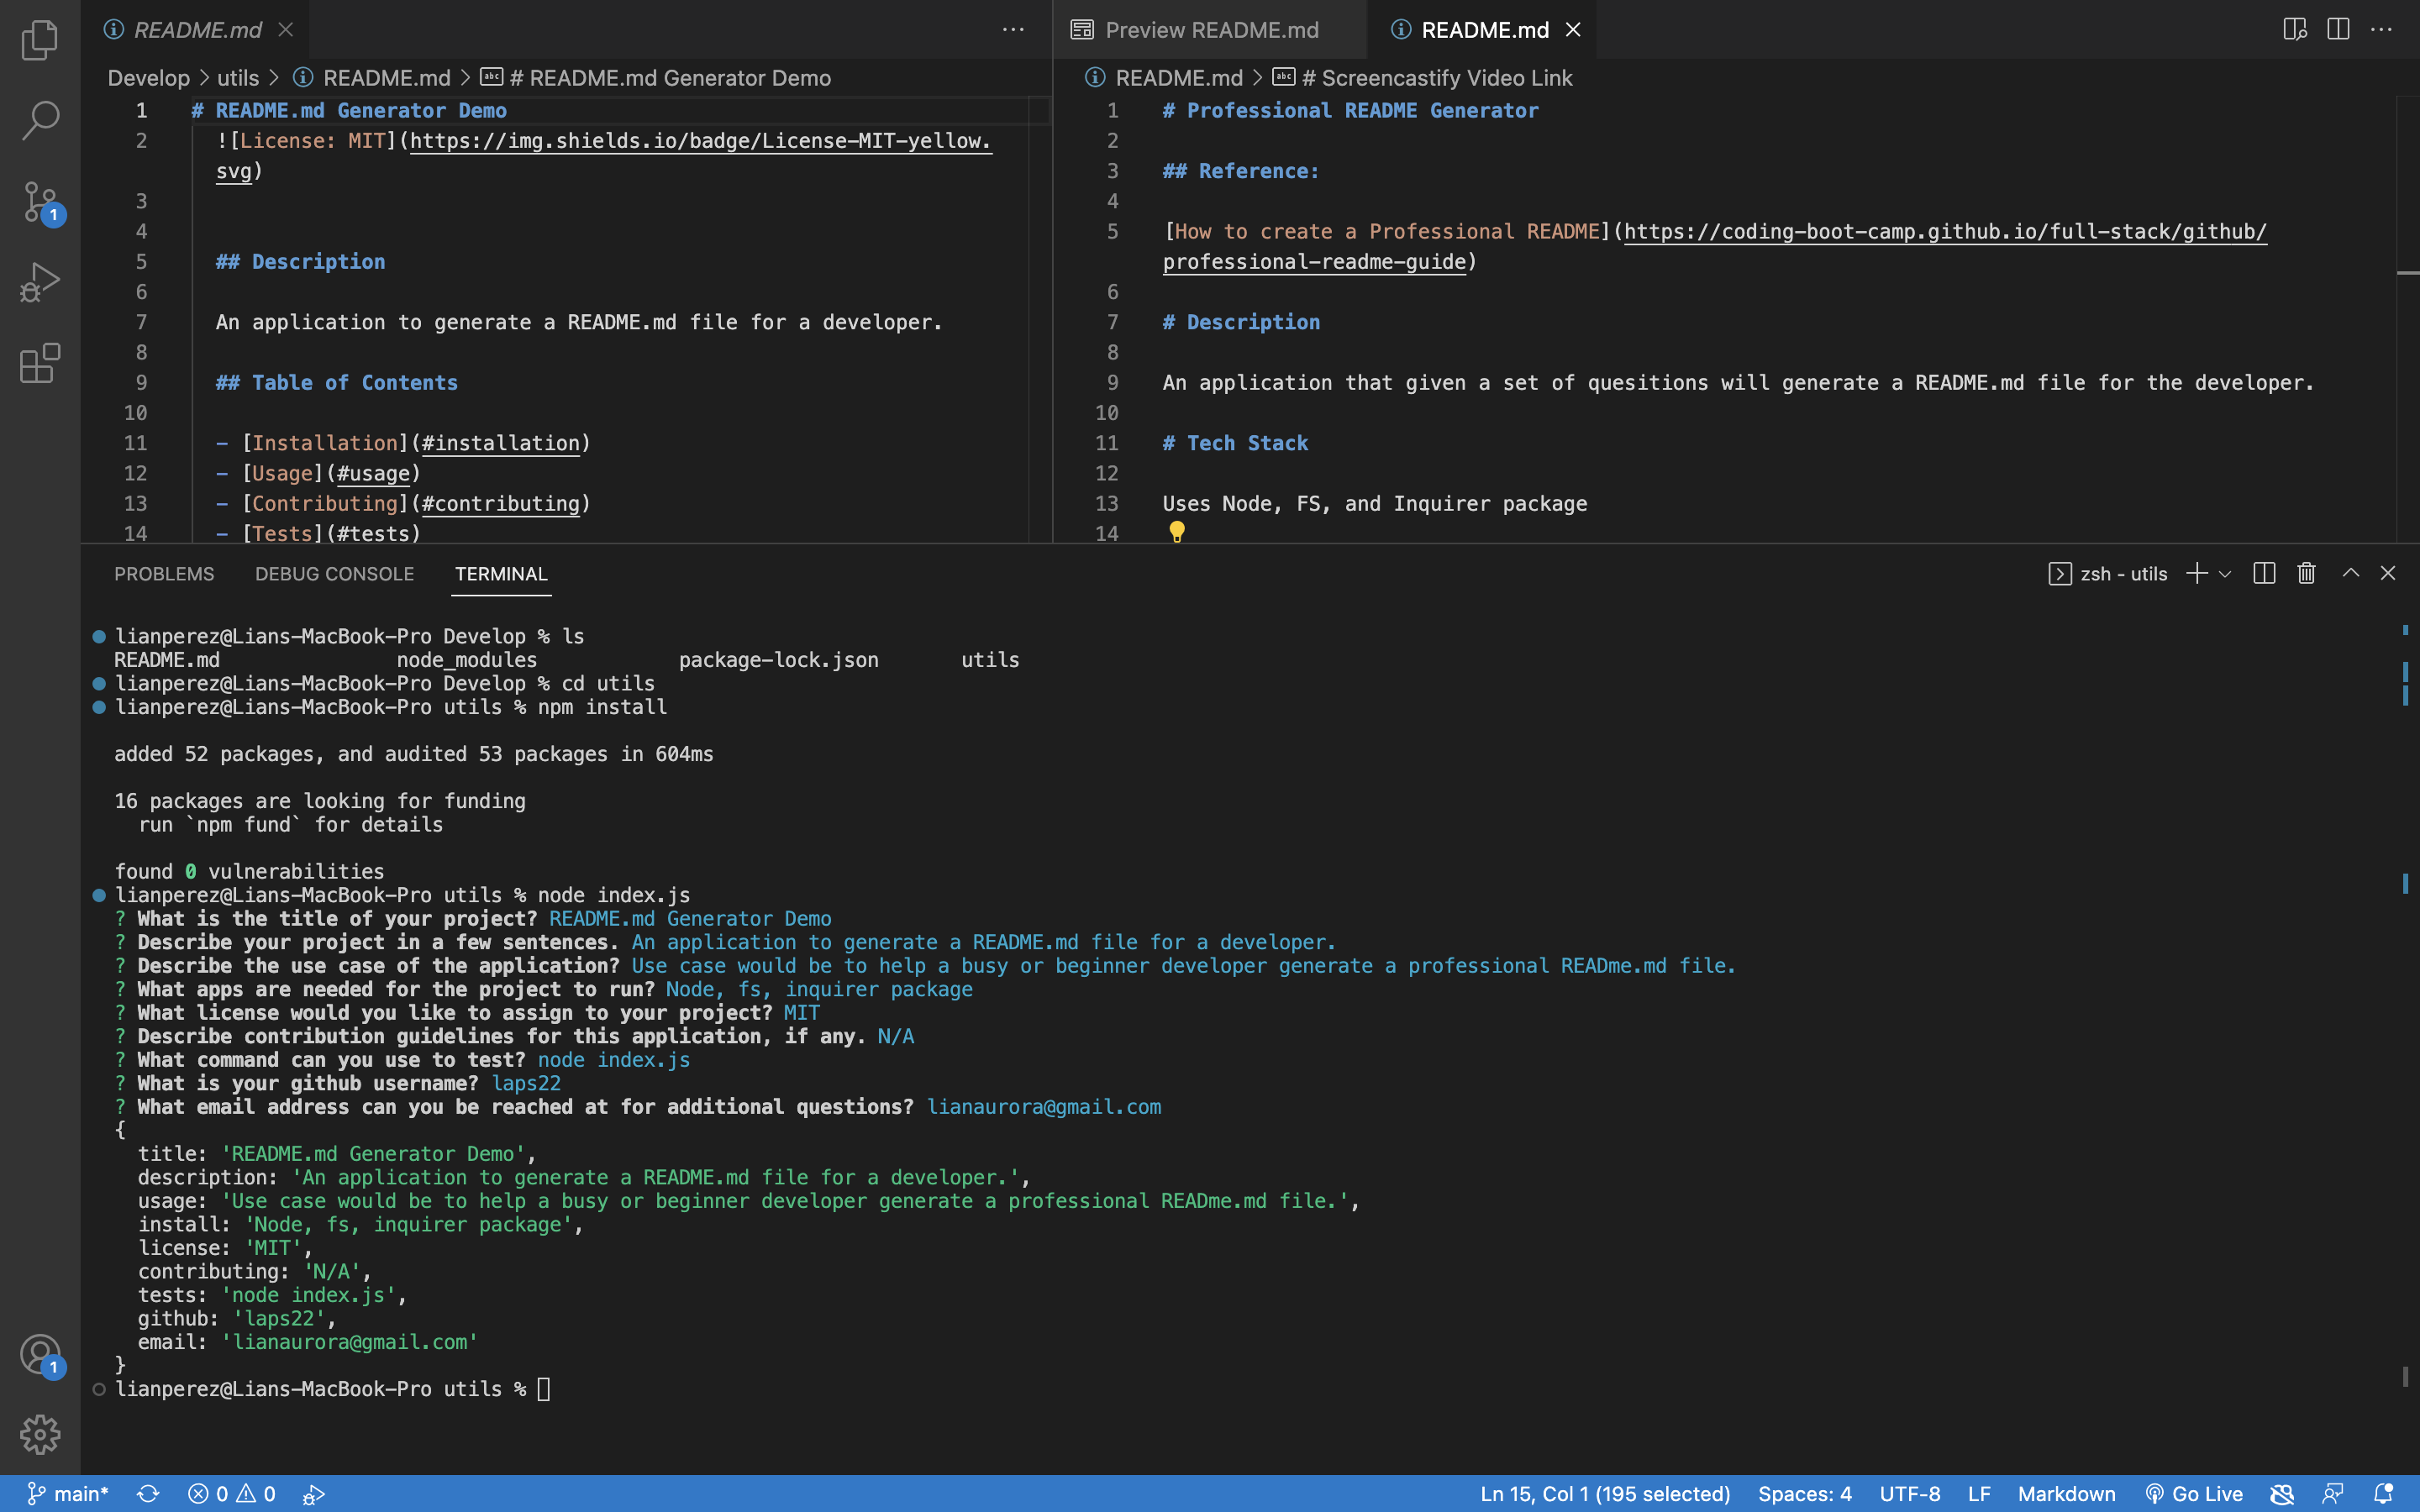 README.md
Develop > utils > README.md > # README.md Generator Demo
1 # README.md Generator Demo
2 ![License: MIT](https://img.shields.io/badge/License-MIT-yellow.
svg)
3
4
5 ## Description
6
7 An application to generate a README.md file for a developer.
8
9 ## Table of Contents
10
11 - [Installation](#installation)
12 - [Usage](#usage)
13 - [Contributing](#contributing)
14 - [Tests](#tests)
Preview README.md README.md
README.md > # Screencastify Video Link
1 # Professional README Generator
2
3 ## Reference:
4
5 [How to create a Professional README](https://coding-boot-camp.github.io/full-stack/github/
professional-readme-guide)
6
7 # Description
8
9 An application that given a set of quesitions will generate a README.md file for the developer.
10
11 # Tech Stack
12
13 Uses Node, FS, and Inquirer package
14
PROBLEMS DEBUG CONSOLE TERMINAL zsh - utils
lianperez@Lians-MacBook-Pro Develop % ls
README.md node_modules package-lock.json utils
lianperez@Lians-MacBook-Pro Develop % cd utils
lianperez@Lians-MacBook-Pro utils % npm install
added 52 packages, and audited 53 packages in 604ms
16 packages are looking for funding
run `npm fund` for details
found 0 vulnerabilities
lianperez@Lians-MacBook-Pro utils % node index.js
? What is the title of your project? README.md Generator Demo
? Describe your project in a few sentences. An application to generate a README.md file for a developer.
? Describe the use case of the application? Use case would be to help a busy or beginner developer generate a professional READme.md file.
? What apps are needed for the project to run? Node, fs, inquirer package
? What license would you like to assign to your project? MIT
? Describe contribution guidelines for this application, if any. N/A
? What command can you use to test? node index.js
? What is your github username? laps22
? What email address can you be reached at for additional questions? lianaurora@gmail.com
{
title: 'README.md Generator Demo',
description: 'An application to generate a README.md file for a developer.',
usage: 'Use case would be to help a busy or beginner developer generate a professional READme.md file.',
install: 'Node, fs, inquirer package',
license: 'MIT',
contributing: 'N/A',
tests: 'node index.js',
github: 'laps22',
email: 'lianaurora@gmail.com'
}
lianperez@Lians-MacBook-Pro utils %
1
1
main* 0 0 Ln 15, Col 1 (195 selected) Spaces: 4 UTF-8 LF Markdown Go Live